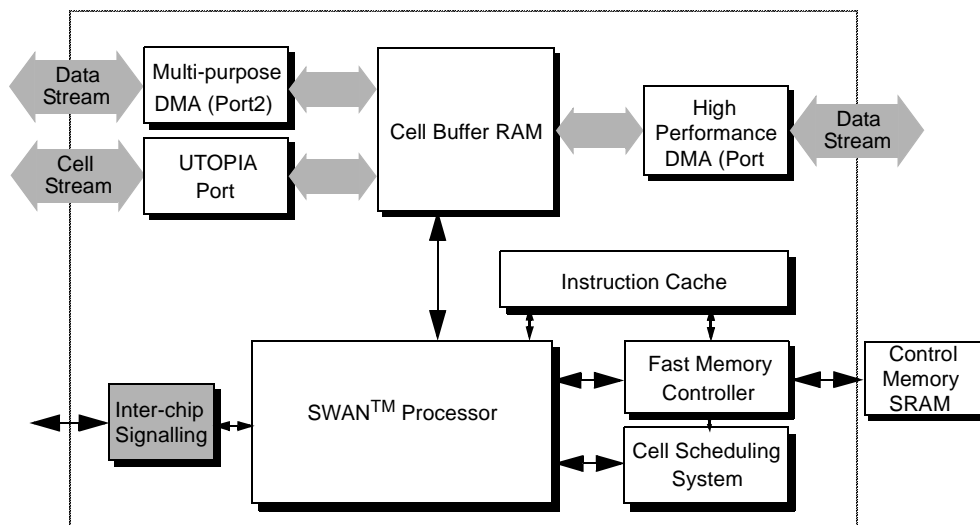 Data
Stream
Multi-purpose
DMA (Port2)
Cell Buffer RAM
High
Performance
DMA (Port
Data
Stream
Cell
Stream
UTOPIA
Port
Instruction Cache
Inter-chip
Signalling
SWAN™ Processor
Fast Memory
Controller
Control
Memory
SRAM
Cell Scheduling
System